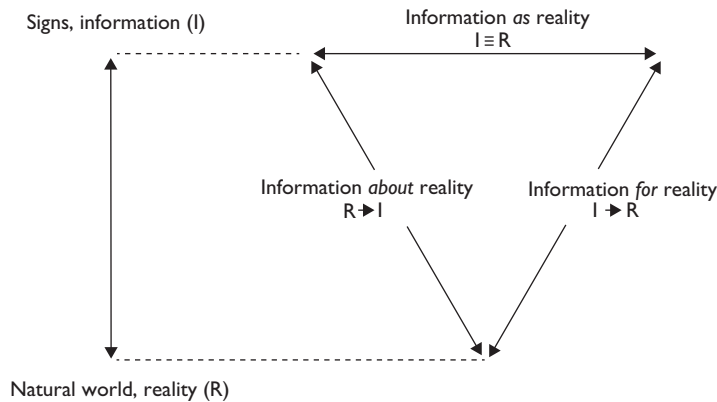 Signs, information (I)
Information as reality
I ≡ R
Information about reality
R → I
Information for reality
I → R
Natural world, reality (R)